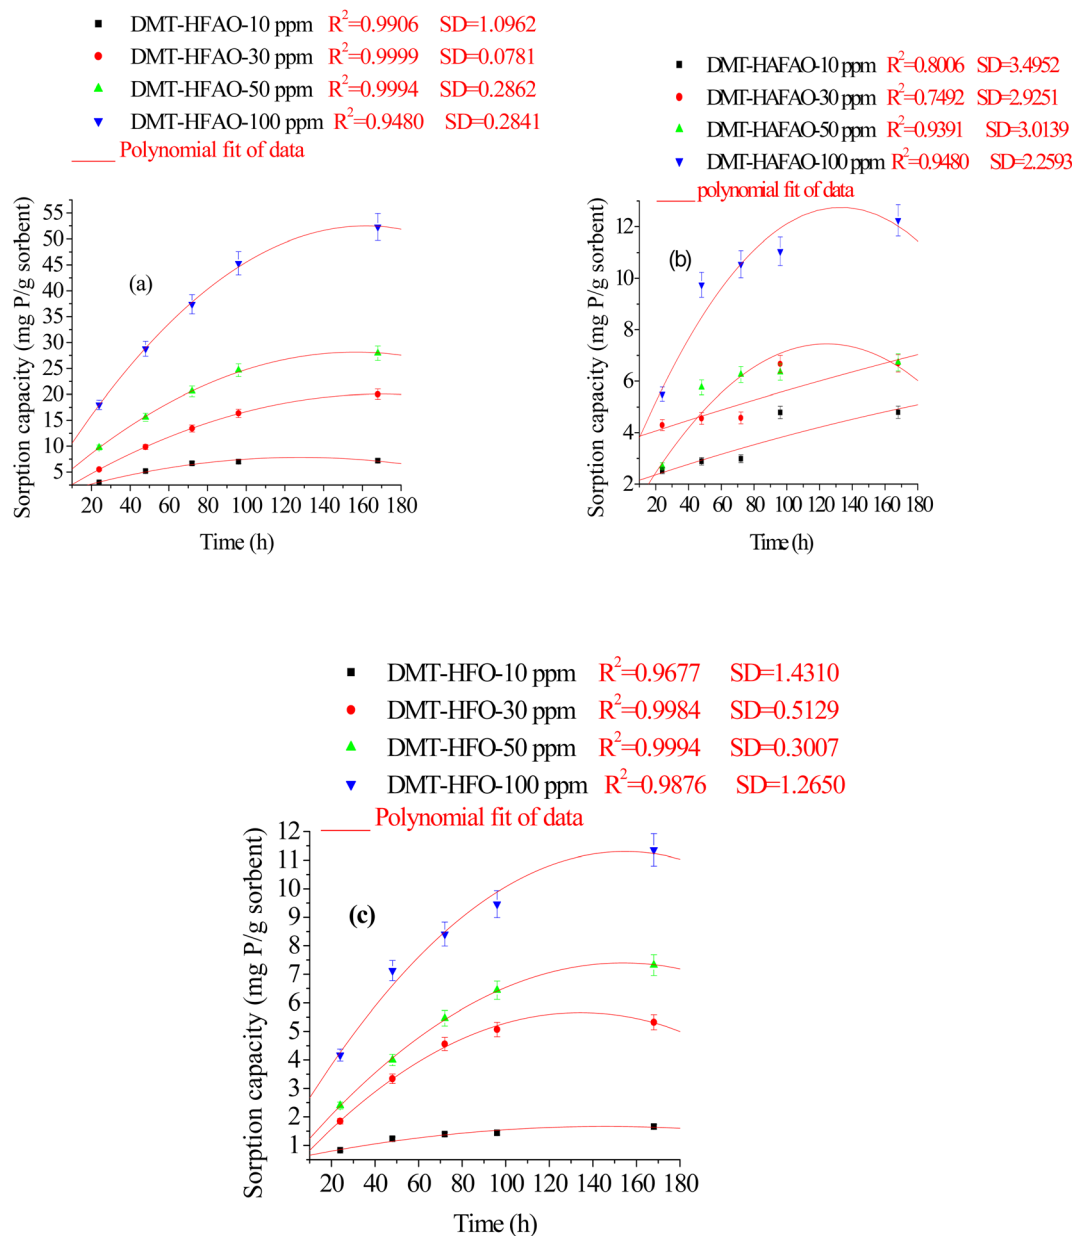 DMT-HFAO-10 ppm R²=0.9906 SD=1.0962
DMT-HFAO-30 ppm R²=0.9999 SD=0.0781
DMT-HFAO-50 ppm R²=0.9994 SD=0.2862
DMT-HFAO-100 ppm R²=0.9480 SD=0.2841
Polynomial fit of data
Sorption capacity (mg P/g sorbent)
55
50
45
40
35
30
25
20
15
10
5
(a)
20 40 60 80 100 120 140 160 180
Time (h)
DMT-HAFAO-10 ppm R²=0.8006 SD=3.4952
DMT-HAFAO-30 ppm R²=0.7492 SD=2.9251
DMT-HAFAO-50 ppm R²=0.9391 SD=3.0139
DMT-HAFAO-100 ppm R²=0.9480 SD=2.2593
polynomial fit of data
Sorption capacity (mg P/g sorbent)
12
10
8
6
4
2
(b)
20 40 60 80 100 120 140 160 180
Time (h)
DMT-HFO-10 ppm R²=0.9677 SD=1.4310
DMT-HFO-30 ppm R²=0.9984 SD=0.5129
DMT-HFO-50 ppm R²=0.9994 SD=0.3007
DMT-HFO-100 ppm R²=0.9876 SD=1.2650
Polynomial fit of data
Sorption capacity (mg P/g sorbent)
12
11
10
9
8
7
6
5
4
3
2
1
(c)
20 40 60 80 100 120 140 160 180
Time (h)